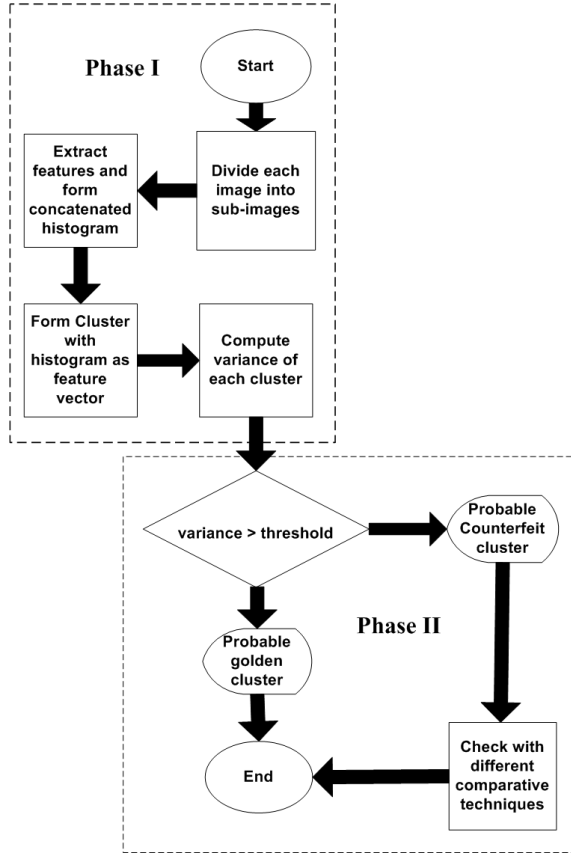 Phase I
Start
Divide each
image into
sub-images
Extract
features and
form
concatenated
histogram
Form Cluster
with
histogram as
feature
vector
Compute
variance of
each cluster
variance > threshold
Probable
Counterfeit
cluster
Phase II
Probable
golden
cluster
Check with
different
comparative
techniques
End